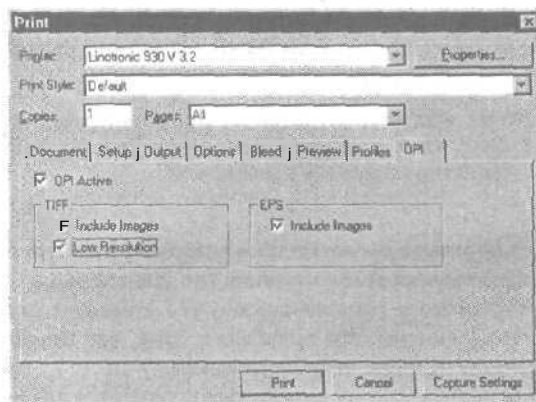 Print
Printer: Linotronic 930 V 3.2 Properties...
Print Style: Default
Copies: 1 Pages: All
Document Setup Output Options Bleed Preview Profiles OPI
OPI Active
TIFF EPS
Include Images Include Images
Low Resolution
Print Cancel Capture Settings